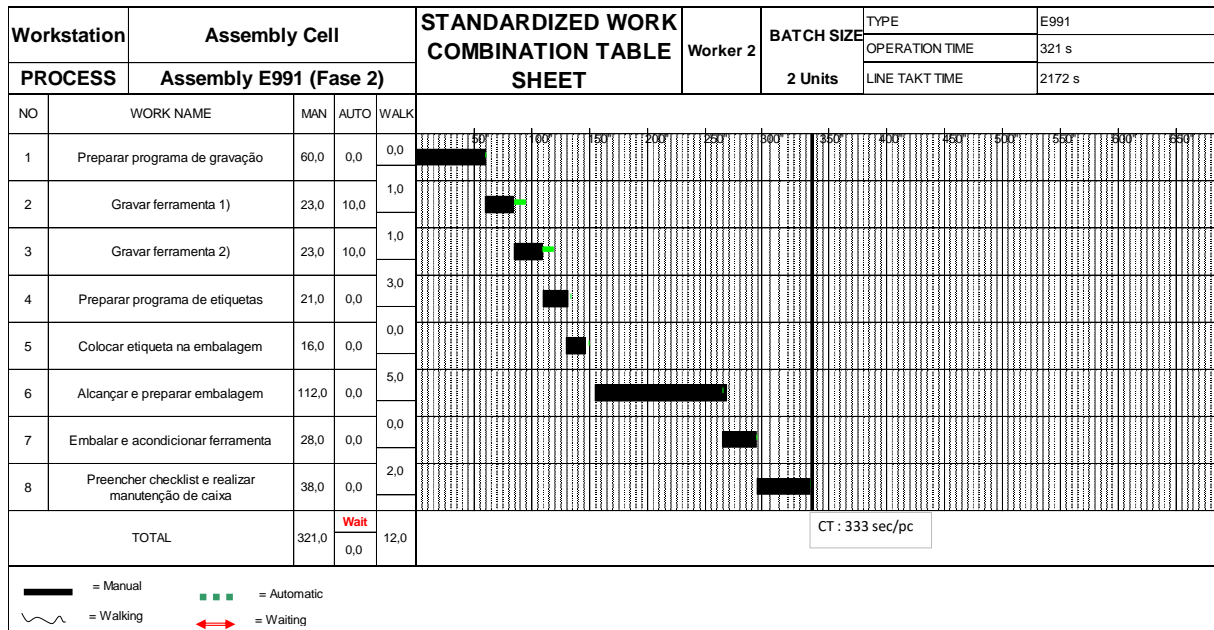 Workstation Assembly Cell
STANDARDIZED WORK
COMBINATION TABLE
SHEET
Worker 2
BATCH SIZE
2 Units
TYPE E991
OPERATION TIME 321 s
LINE TAKT TIME 2172 s
PROCESS Assembly E991 (Fase 2)
NO WORK NAME MAN AUTO WALK
50" 100" 150" 200" 250" 300" 350" 400" 450" 500" 550" 600" 650"
1 Preparar programa de gravação 60,0 0,0 0,0
1,0
2 Gravar ferramenta 1) 23,0 10,0
1,0
3 Gravar ferramenta 2) 23,0 10,0
3,0
4 Preparar programa de etiquetas 21,0 0,0
0,0
5 Colocar etiqueta na embalagem 16,0 0,0
5,0
6 Alcançar e preparar embalagem 112,0 0,0
0,0
7 Embalar e acondicionar ferramenta 28,0 0,0
2,0
8 Preencher checklist e realizar
manutenção de caixa 38,0 0,0
TOTAL 321,0 Wait 12,0
0,0
CT : 333 sec/pc
= Manual
= Automatic
= Walking
= Waiting